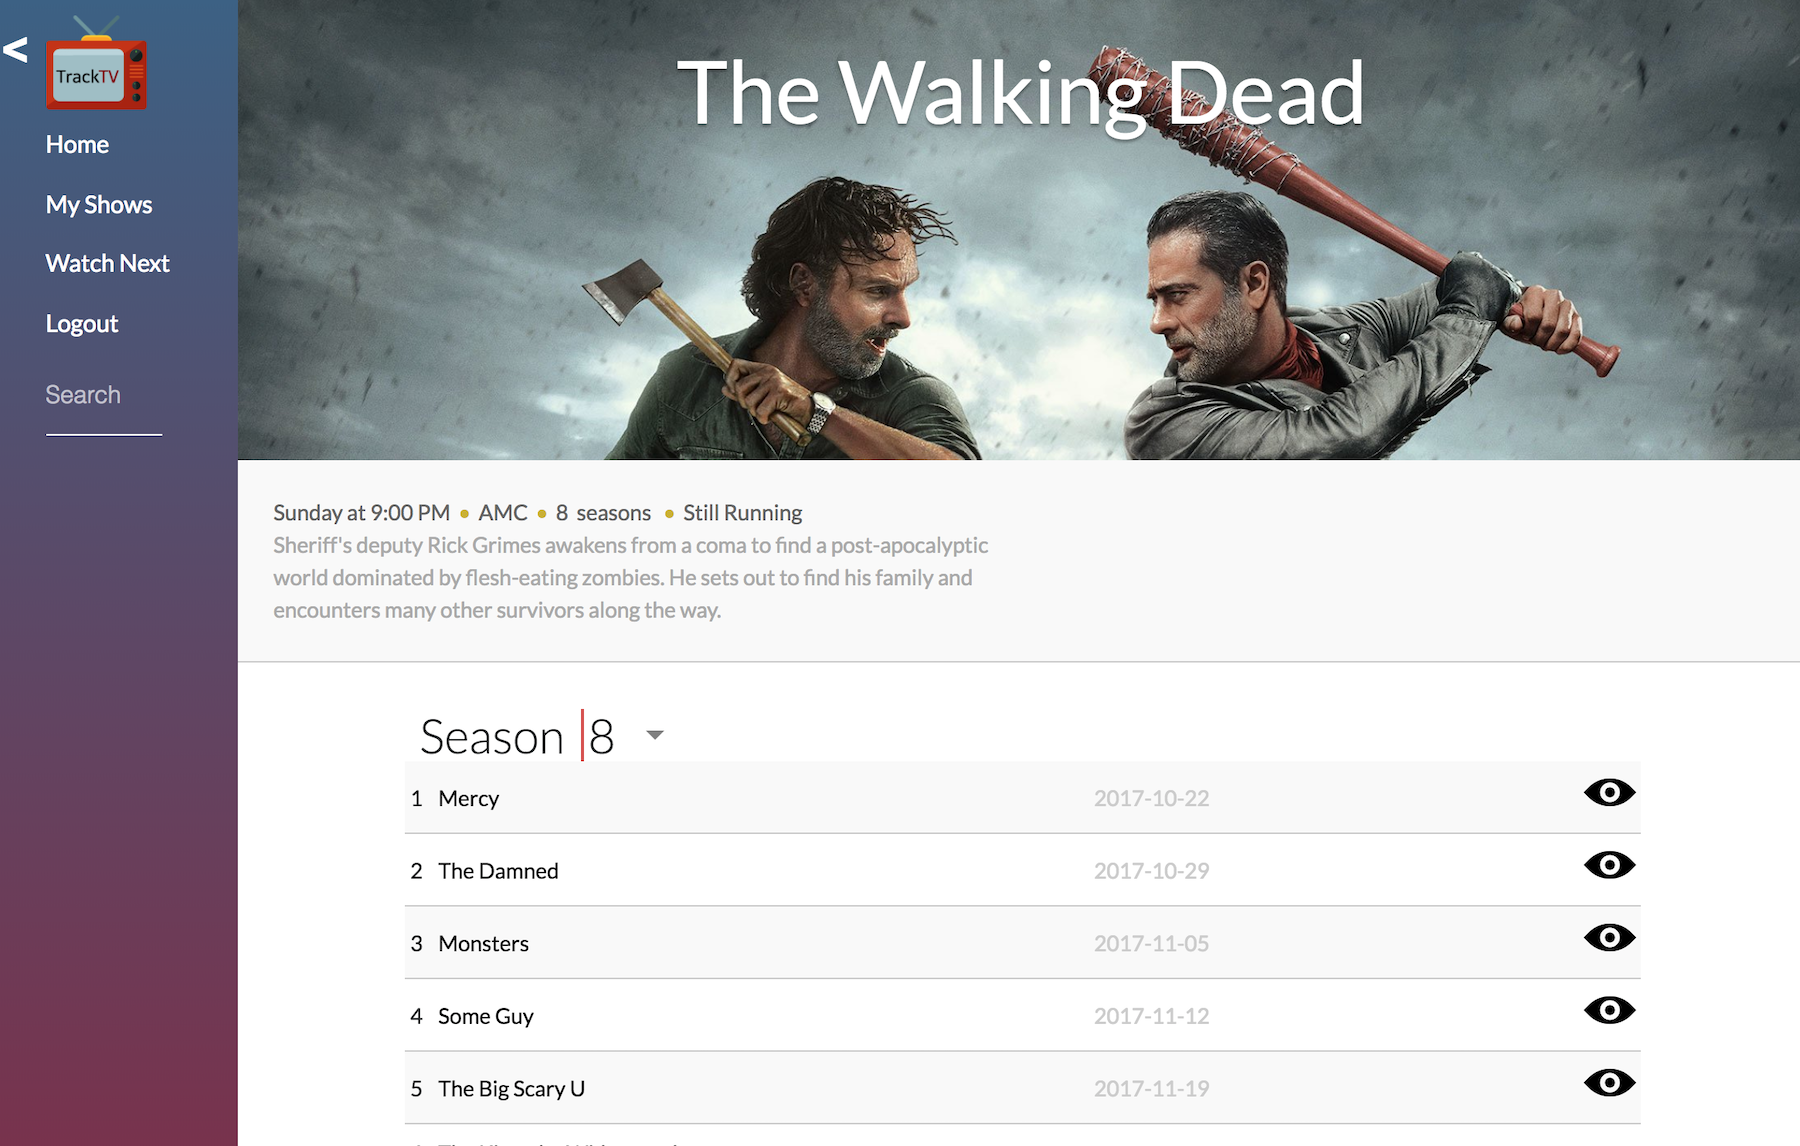 <
TrackTV
Home
My Shows
Watch Next
Logout
Search
The Walking Dead
Sunday at 9:00 PM • AMC • 8 seasons • Still Running
Sheriff's deputy Rick Grimes awakens from a coma to find a post-apocalyptic
world dominated by flesh-eating zombies. He sets out to find his family and
encounters many other survivors along the way.
Season 8
1 Mercy 2017-10-22
2 The Damned 2017-10-29
3 Monsters 2017-11-05
4 Some Guy 2017-11-12
5 The Big Scary U 2017-11-19